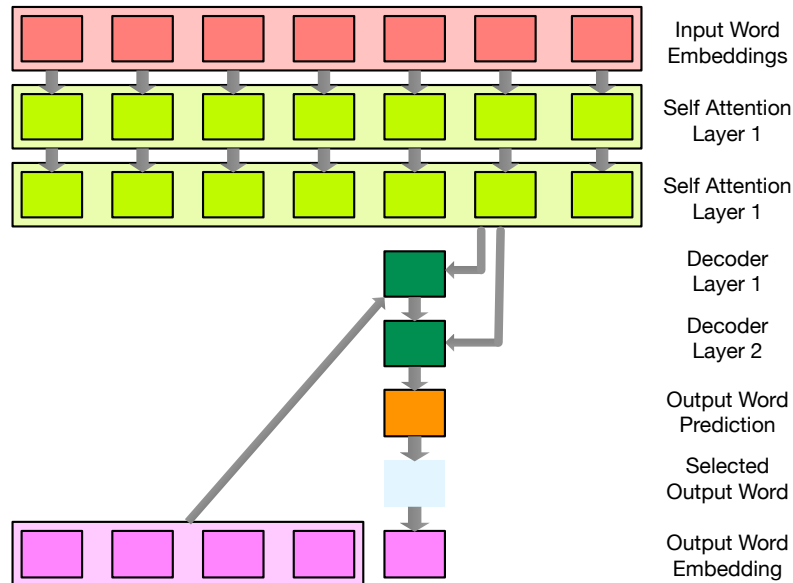 Input Word
Embeddings
Self Attention
Layer 1
Self Attention
Layer 1
Decoder
Layer 1
Decoder
Layer 2
Output Word
Prediction
Selected
Output Word
Output Word
Embedding